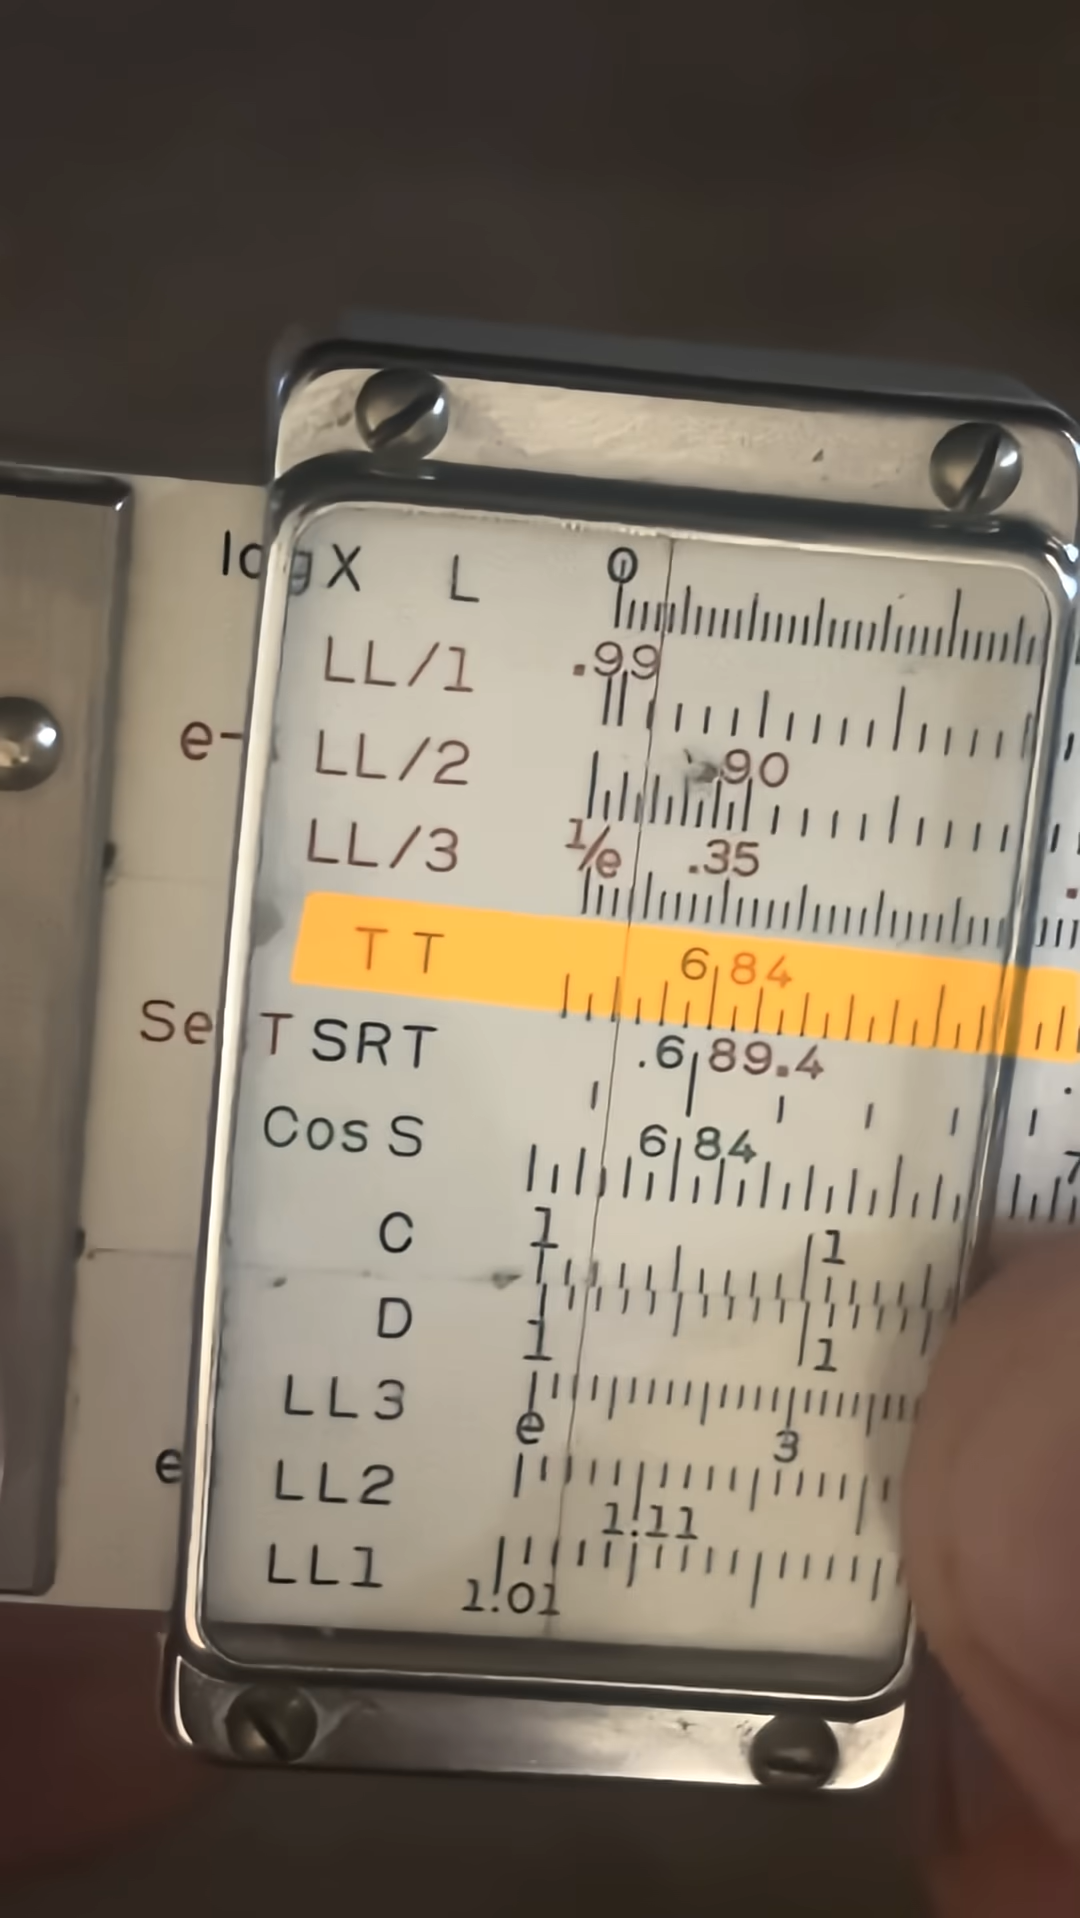 log X L 0
LL/1 .99
e- LL/2 .90
LL/3 1/e .35
T T 6 84
Se T SRT .6 89.4
Cos S 6 84 7
C 1 1
D 1 1
LL3 e 3
e LL2 1.11
LL1 1.01